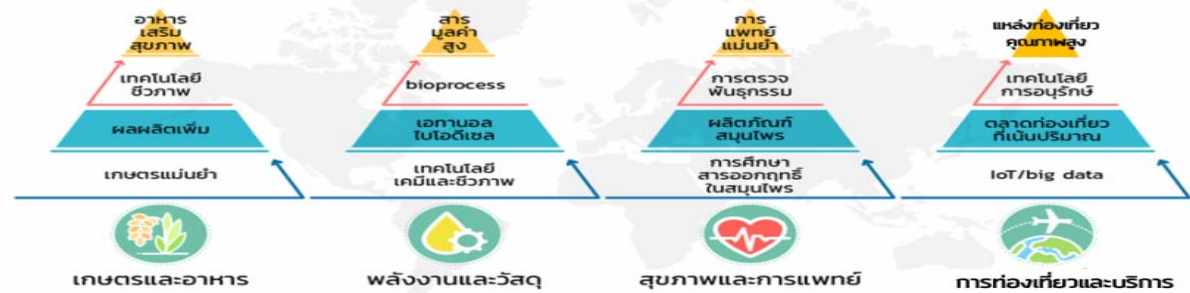 อาหาร
เสริม
สุขภาพ
เทคโนโลยี
ชีวภาพ
ผลผลิตเพิ่ม
เกษตรแม่นยำ
เกษตรและอาหาร
สาร
มูลค่า
สูง
bioprocess
เอทานอล
ไบโอดีเซล
เทคโนโลยี
เคมีและชีวภาพ
พลังงานและวัสดุ
การ
แพทย์
แม่นยำ
การตรวจ
พันธุกรรม
ผลิตภัณฑ์
สมุนไพร
การศึกษา
สารออกฤทธิ์
ในสมุนไพร
สุขภาพและการแพทย์
แหล่งท่องเที่ยว
คุณภาพสูง
เทคโนโลยี
การอนุรักษ์
ตลาดท่องเที่ยว
ที่เน้นปริมาณ
IoT/big data
การท่องเที่ยวและบริการ